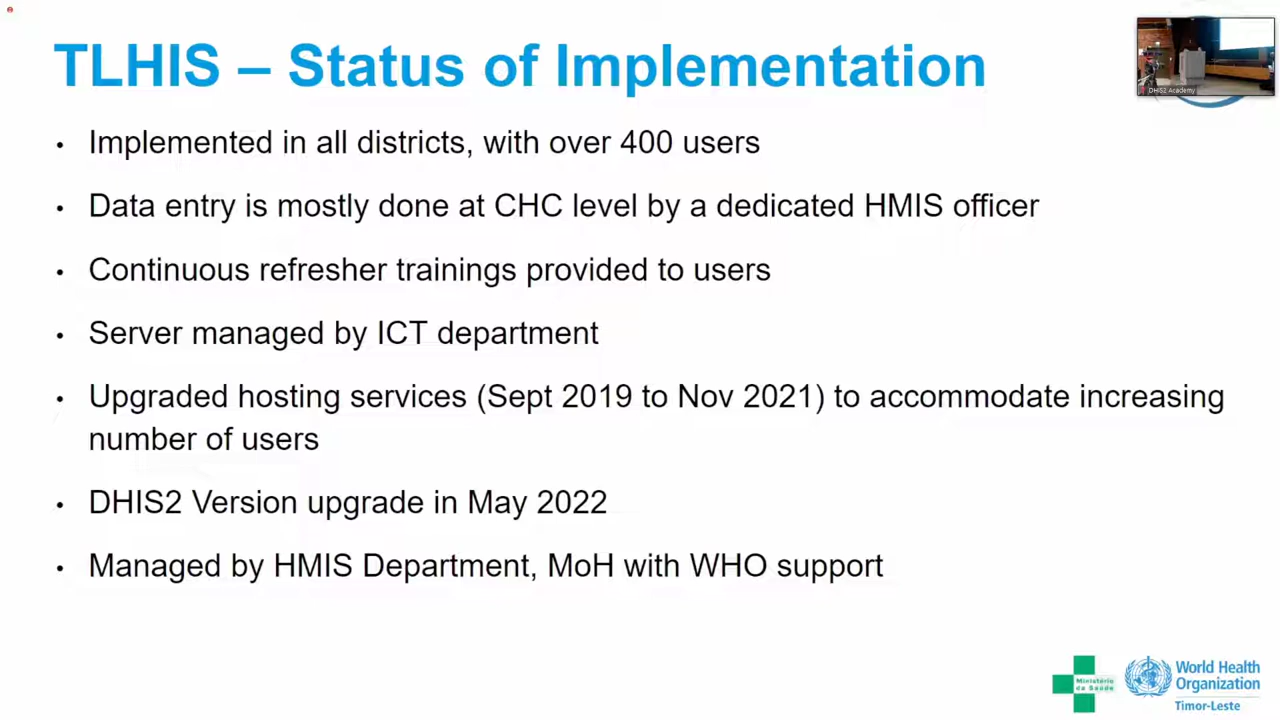 TLHIS – Status of Implementation
DHIS2 Academy
• Implemented in all districts, with over 400 users
• Data entry is mostly done at CHC level by a dedicated HMIS officer
• Continuous refresher trainings provided to users
• Server managed by ICT department
• Upgraded hosting services (Sept 2019 to Nov 2021) to accommodate increasing
number of users
• DHIS2 Version upgrade in May 2022
• Managed by HMIS Department, MoH with WHO support
Ministério
da Saúde
World Health
Organization
Timor-Leste